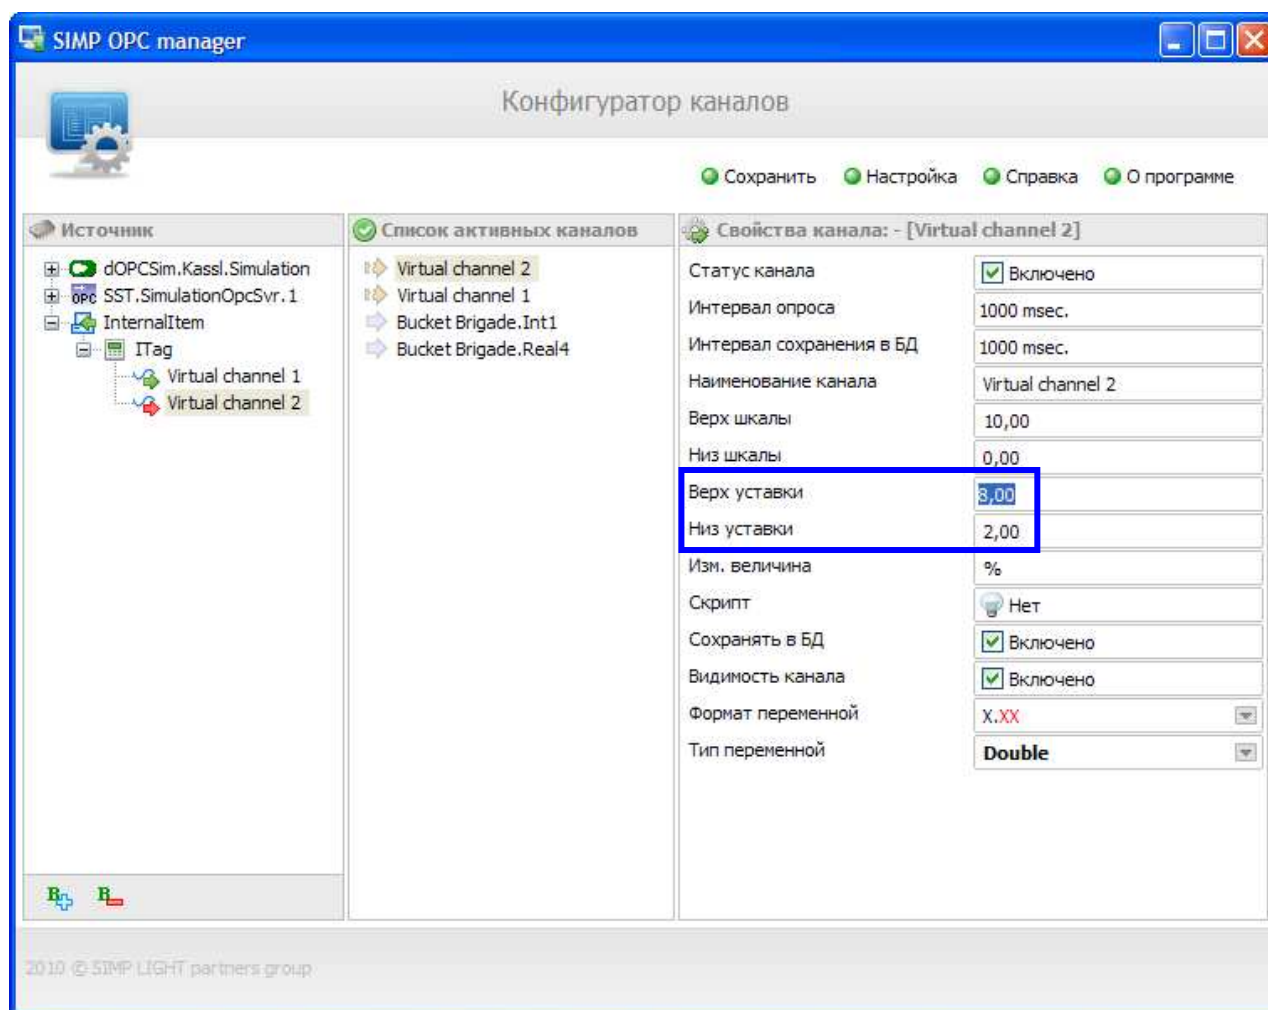 SIMP OPC manager
Конфигуратор каналов
Сохранить Настройка Справка О программе
Источник
dOPCSim.Kassl.Simulation
OPC SST.SimulationOpcSvr.1
InternalItem
ITag
Virtual channel 1
Virtual channel 2
Список активных каналов
Virtual channel 2
Virtual channel 1
Bucket Brigade.Int1
Bucket Brigade.Real4
Свойства канала: - [Virtual channel 2]
Статус канала Включено
Интервал опроса 1000 msec.
Интервал сохранения в БД 1000 msec.
Наименование канала Virtual channel 2
Верх шкалы 10,00
Низ шкалы 0,00
Верх уставки 8,00
Низ уставки 2,00
Изм. величина %
Скрипт Нет
Сохранять в БД Включено
Видимость канала Включено
Формат переменной X.XX
Тип переменной Double
B B
2010 © SIMP LIGHT partners group